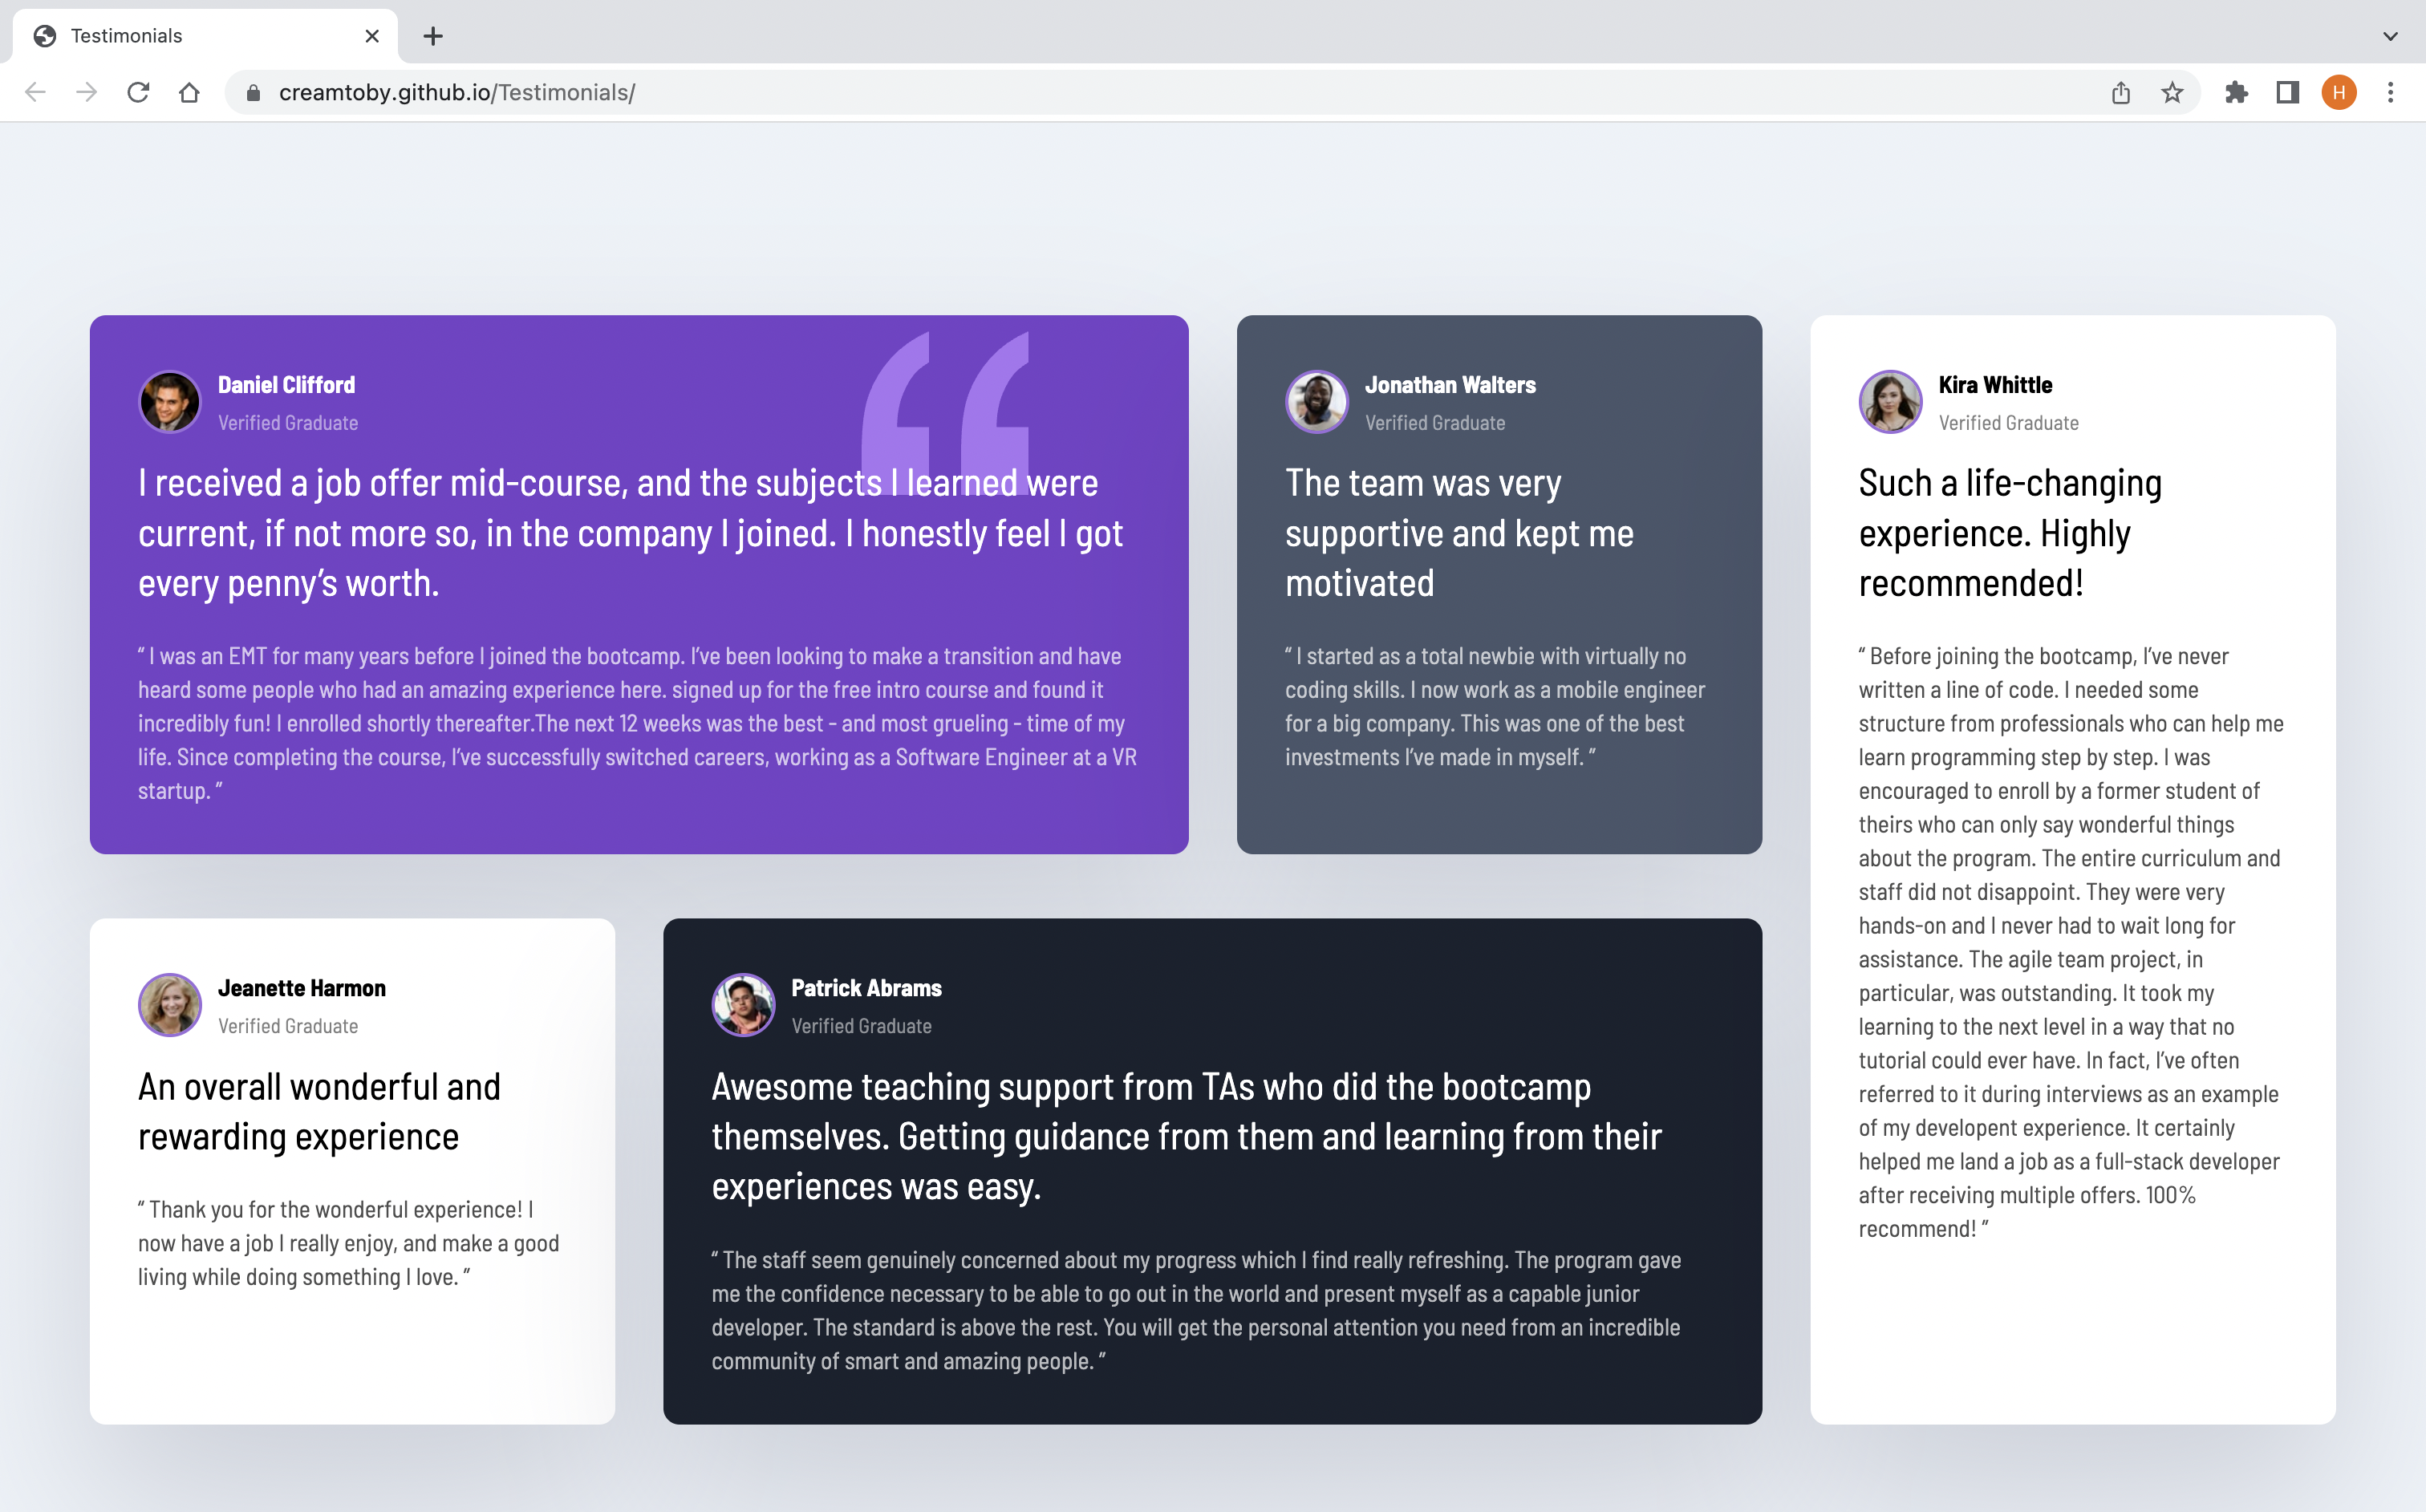 Testimonials
creamtoby.github.io/Testimonials/
H
Daniel Clifford
Verified Graduate
I received a job offer mid-course, and the subjects I learned were
current, if not more so, in the company I joined. I honestly feel I got
every penny’s worth.
“ I was an EMT for many years before I joined the bootcamp. I’ve been looking to make a transition and have
heard some people who had an amazing experience here. signed up for the free intro course and found it
incredibly fun! I enrolled shortly thereafter.The next 12 weeks was the best - and most grueling - time of my
life. Since completing the course, I’ve successfully switched careers, working as a Software Engineer at a VR
startup. ”
Jonathan Walters
Verified Graduate
The team was very
supportive and kept me
motivated
“ I started as a total newbie with virtually no
coding skills. I now work as a mobile engineer
for a big company. This was one of the best
investments I’ve made in myself. ”
Kira Whittle
Verified Graduate
Such a life-changing
experience. Highly
recommended!
“ Before joining the bootcamp, I’ve never
written a line of code. I needed some
structure from professionals who can help me
learn programming step by step. I was
encouraged to enroll by a former student of
theirs who can only say wonderful things
about the program. The entire curriculum and
staff did not disappoint. They were very
hands-on and I never had to wait long for
assistance. The agile team project, in
particular, was outstanding. It took my
learning to the next level in a way that no
tutorial could ever have. In fact, I’ve often
referred to it during interviews as an example
of my developent experience. It certainly
helped me land a job as a full-stack developer
after receiving multiple offers. 100%
recommend! ”
Jeanette Harmon
Verified Graduate
An overall wonderful and
rewarding experience
“ Thank you for the wonderful experience! I
now have a job I really enjoy, and make a good
living while doing something I love. ”
Patrick Abrams
Verified Graduate
Awesome teaching support from TAs who did the bootcamp
themselves. Getting guidance from them and learning from their
experiences was easy.
“ The staff seem genuinely concerned about my progress which I find really refreshing. The program gave
me the confidence necessary to be able to go out in the world and present myself as a capable junior
developer. The standard is above the rest. You will get the personal attention you need from an incredible
community of smart and amazing people. ”